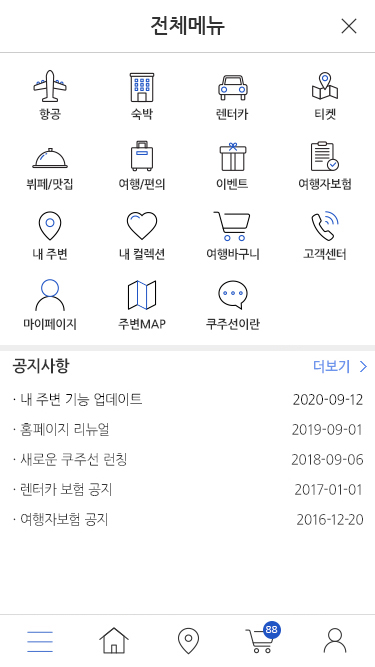 전체메뉴
항공 숙박 렌터카 티켓
뷔페/맛집 여행/편의 이벤트 여행자보험
내 주변 내 컬렉션 여행바구니 고객센터
마이페이지 주변MAP 쿠주선이란
공지사항 더보기
· 내 주변 기능 업데이트 2020-09-12
· 홈페이지 리뉴얼 2019-09-01
· 새로운 쿠주선 런칭 2018-09-06
· 렌터카 보험 공지 2017-01-01
· 여행자보험 공지 2016-12-20
88